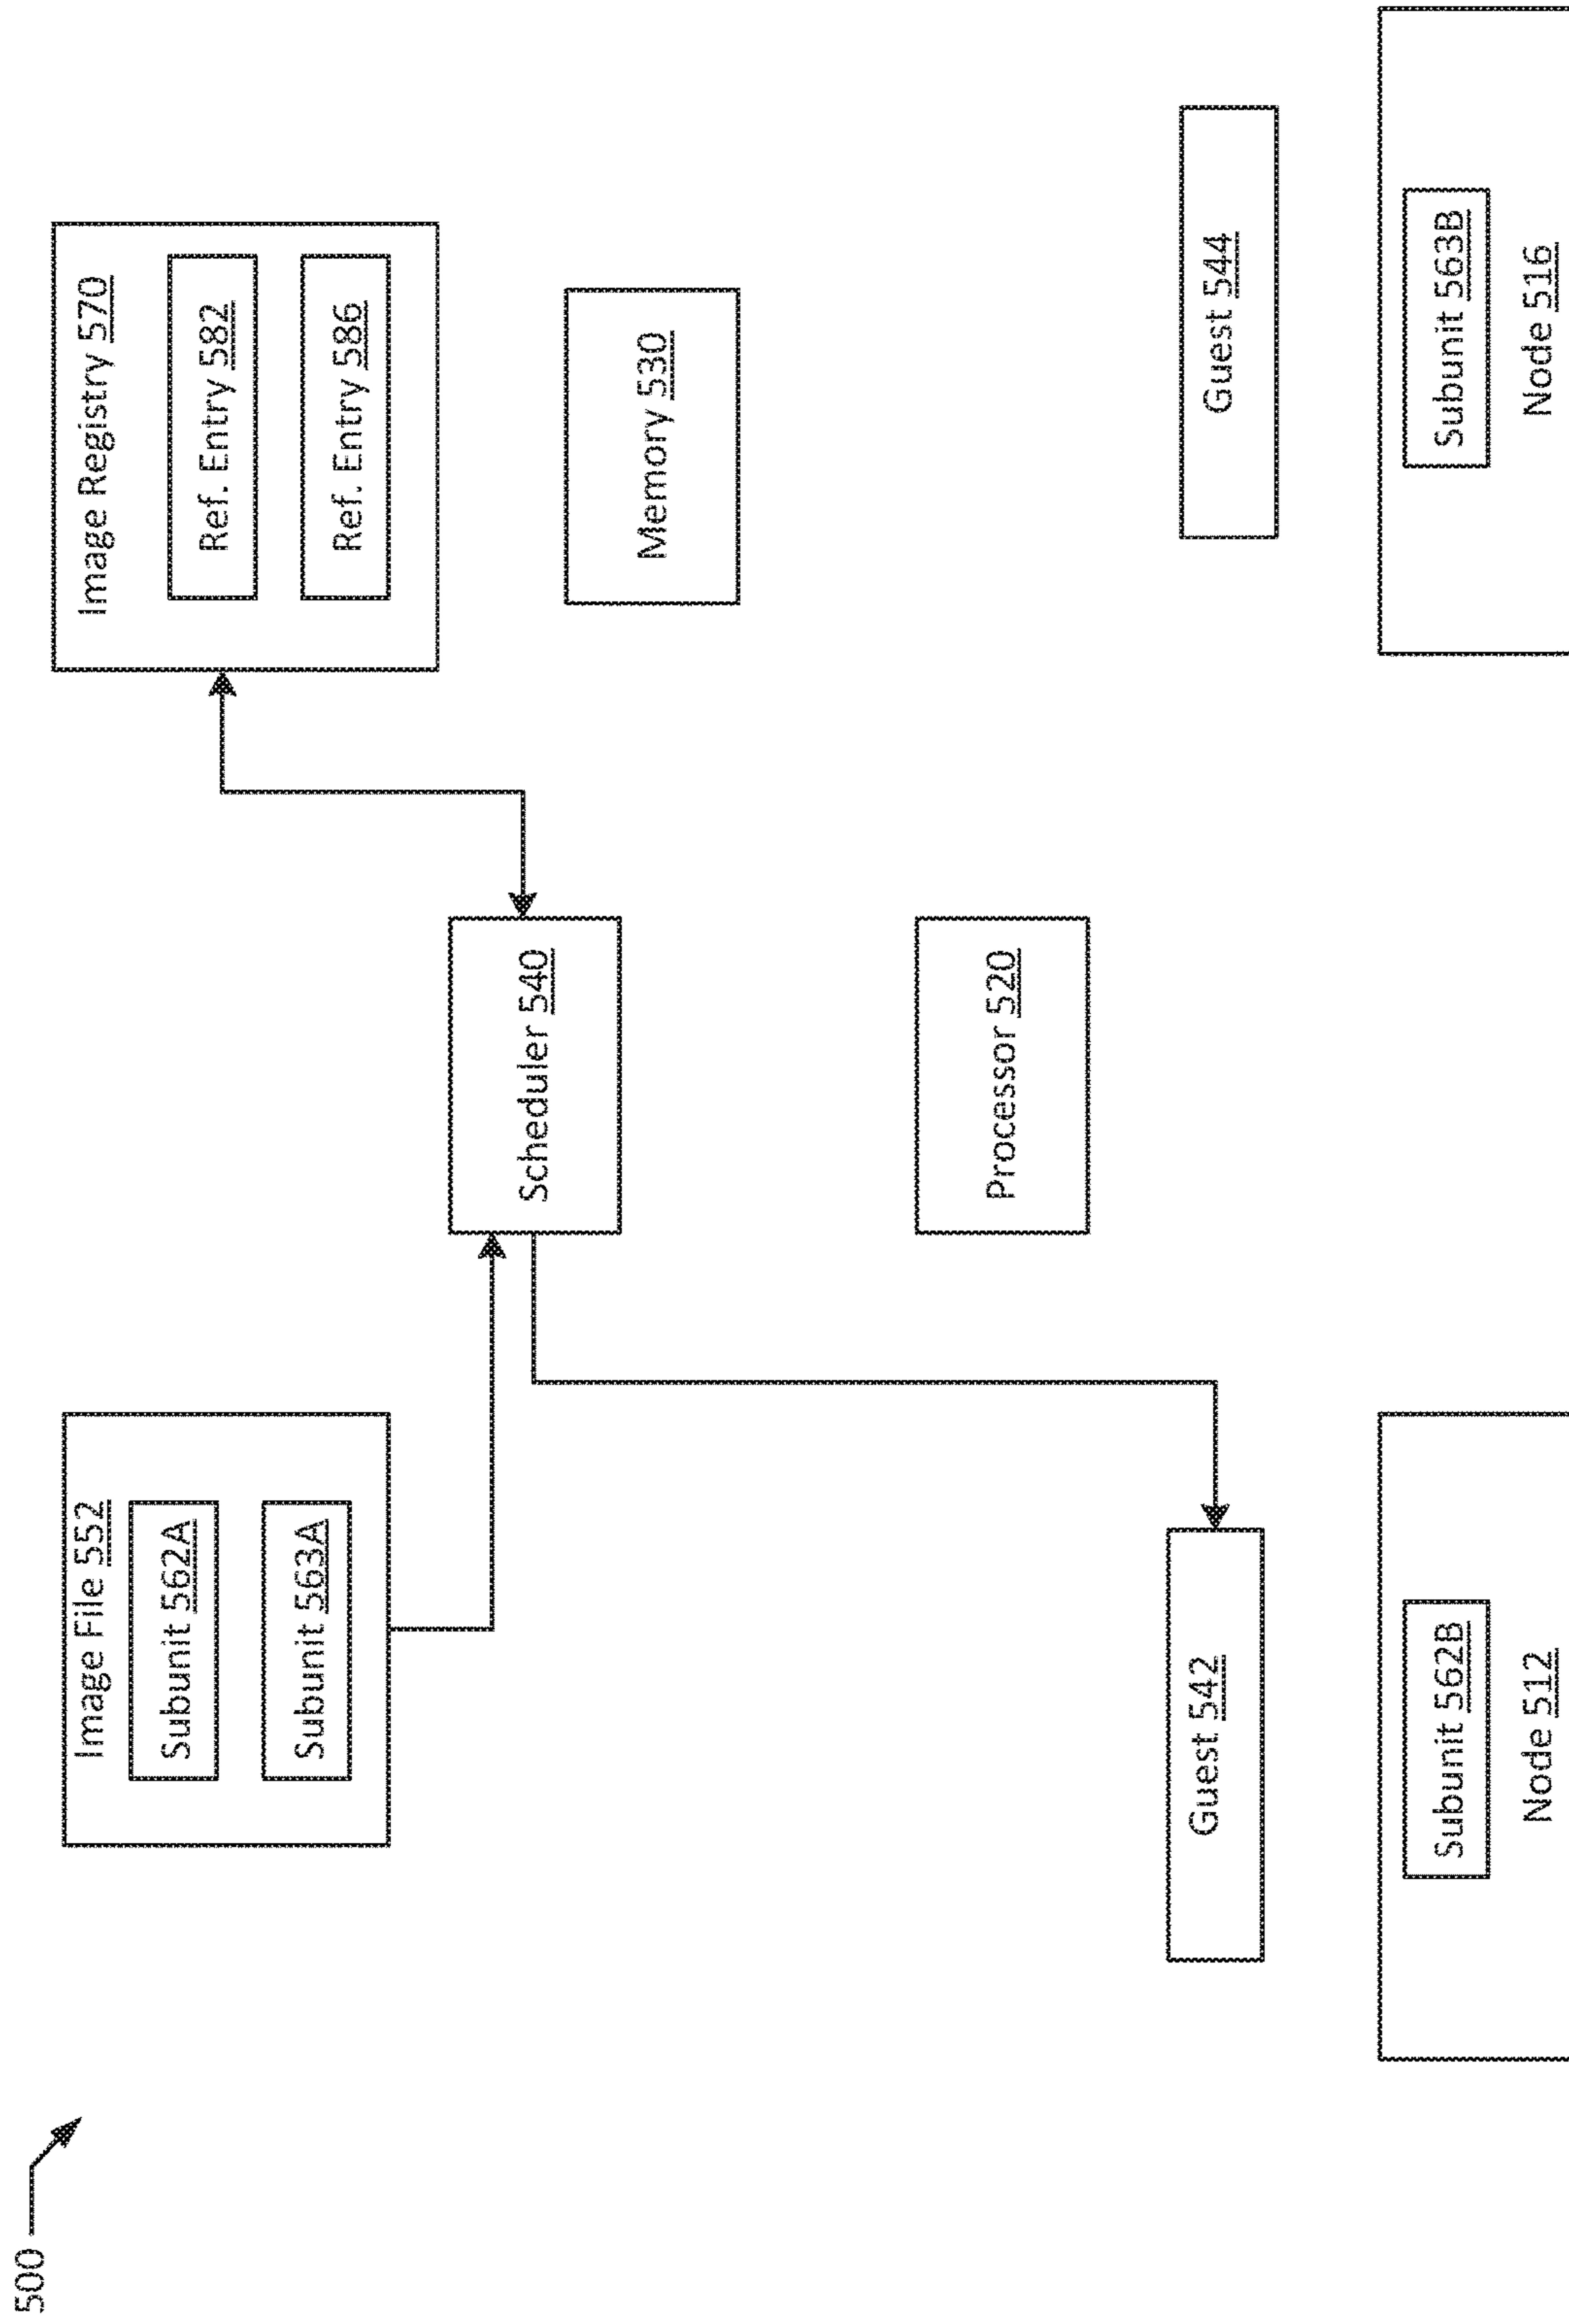 500
Image File 552
Subunit 562A
Subunit 563A
Image Registry 570
Ref. Entry 582
Ref. Entry 586
Scheduler 540
Memory 530
Processor 520
Guest 542
Guest 544
Subunit 562B
Node 512
Subunit 563B
Node 516